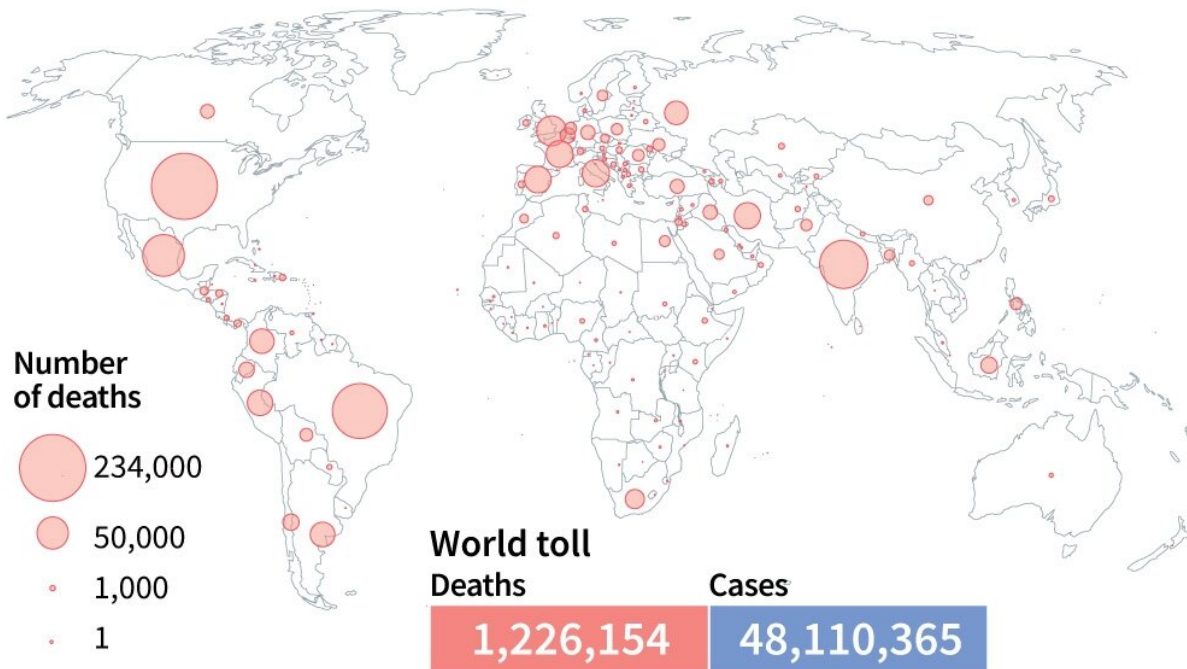 Number
of deaths
234,000
50,000
1,000
1
World toll
Deaths
Cases
1,226,154
48,110,365